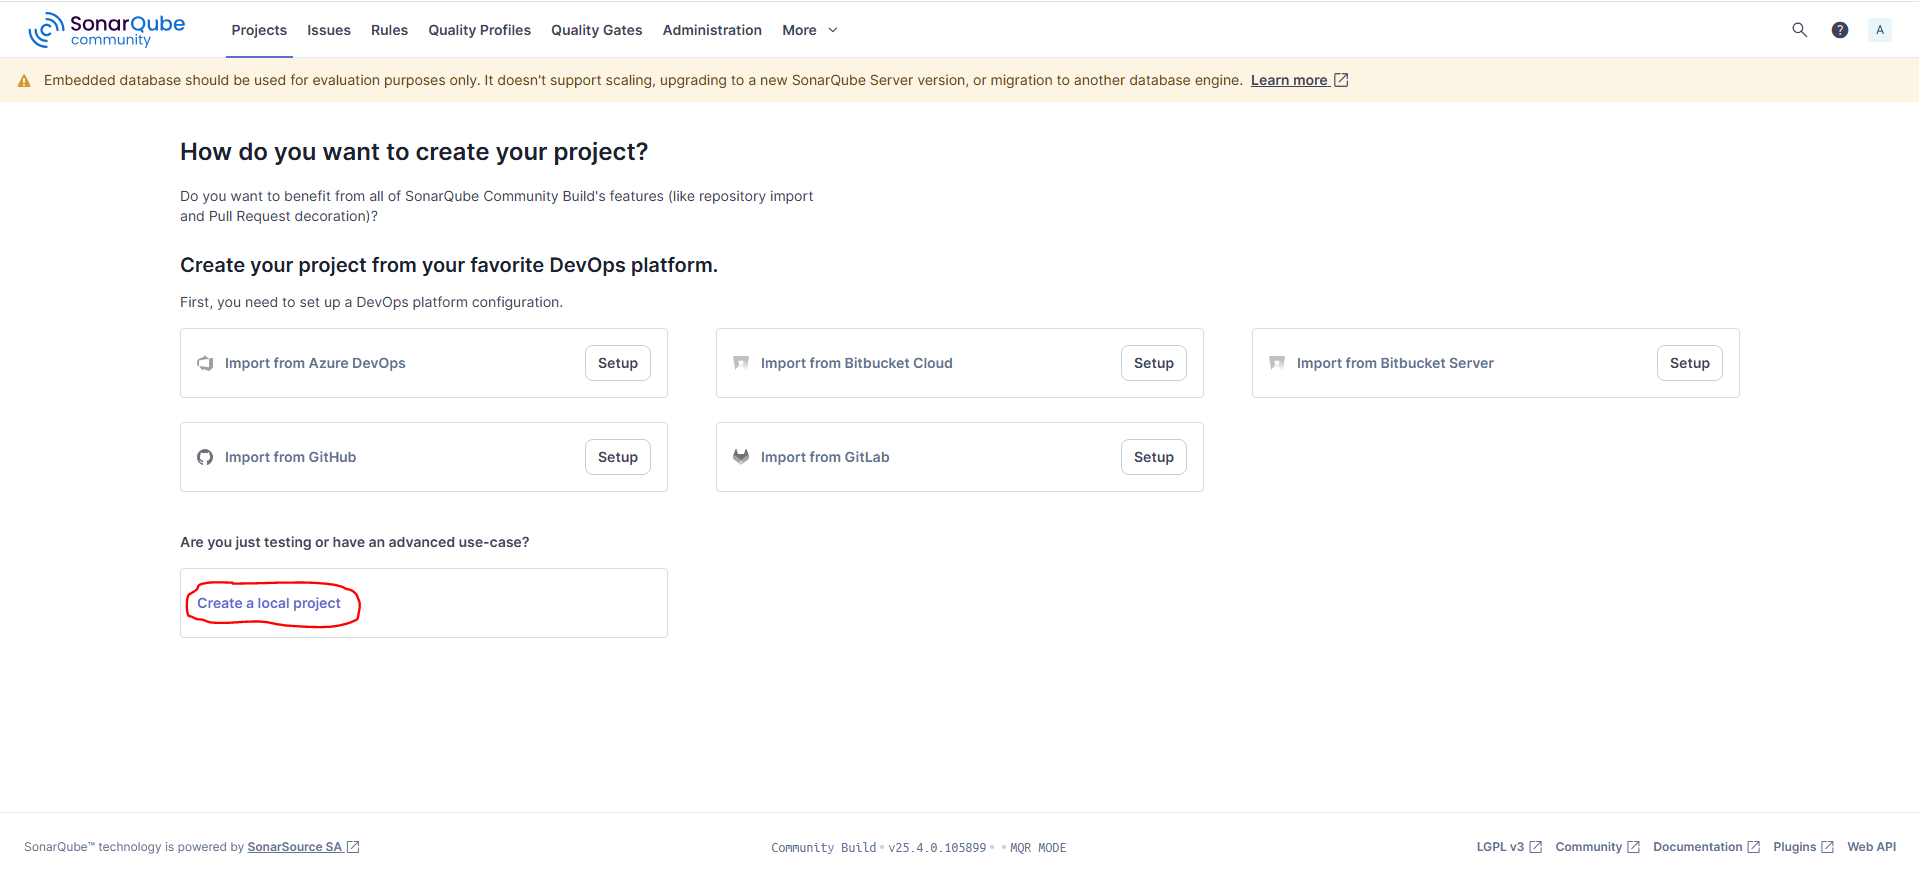 SonarQube community
Projects Issues Rules Quality Profiles Quality Gates Administration More
? A
Embedded database should be used for evaluation purposes only. It doesn't support scaling, upgrading to a new SonarQube Server version, or migration to another database engine. Learn more
How do you want to create your project?
Do you want to benefit from all of SonarQube Community Build's features (like repository import
and Pull Request decoration)?
Create your project from your favorite DevOps platform.
First, you need to set up a DevOps platform configuration.
Import from Azure DevOps Setup
Import from Bitbucket Cloud Setup
Import from Bitbucket Server Setup
Import from GitHub Setup
Import from GitLab Setup
Are you just testing or have an advanced use-case?
Create a local project
SonarQube™ technology is powered by SonarSource SA
Community Build • v25.4.0.105899 • • MQR MODE
LGPL v3 Community Documentation Plugins Web API